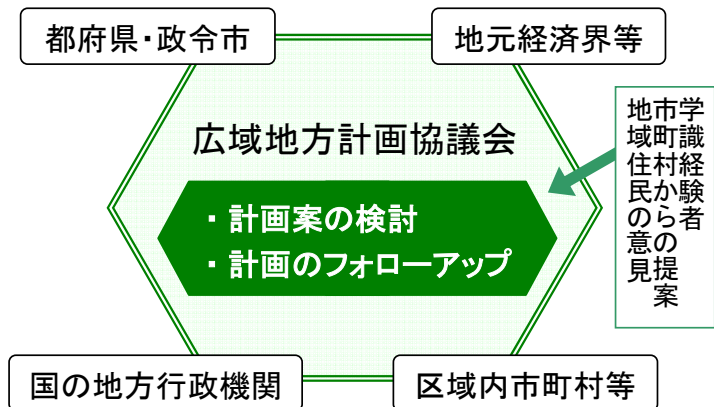 都府県・政令市
地元経済界等
広域地方計画協議会
・計画案の検討
・計画のフォローアップ
学識経験者
市町村からの提案
地域住民の意見
国の地方行政機関
区域内市町村等